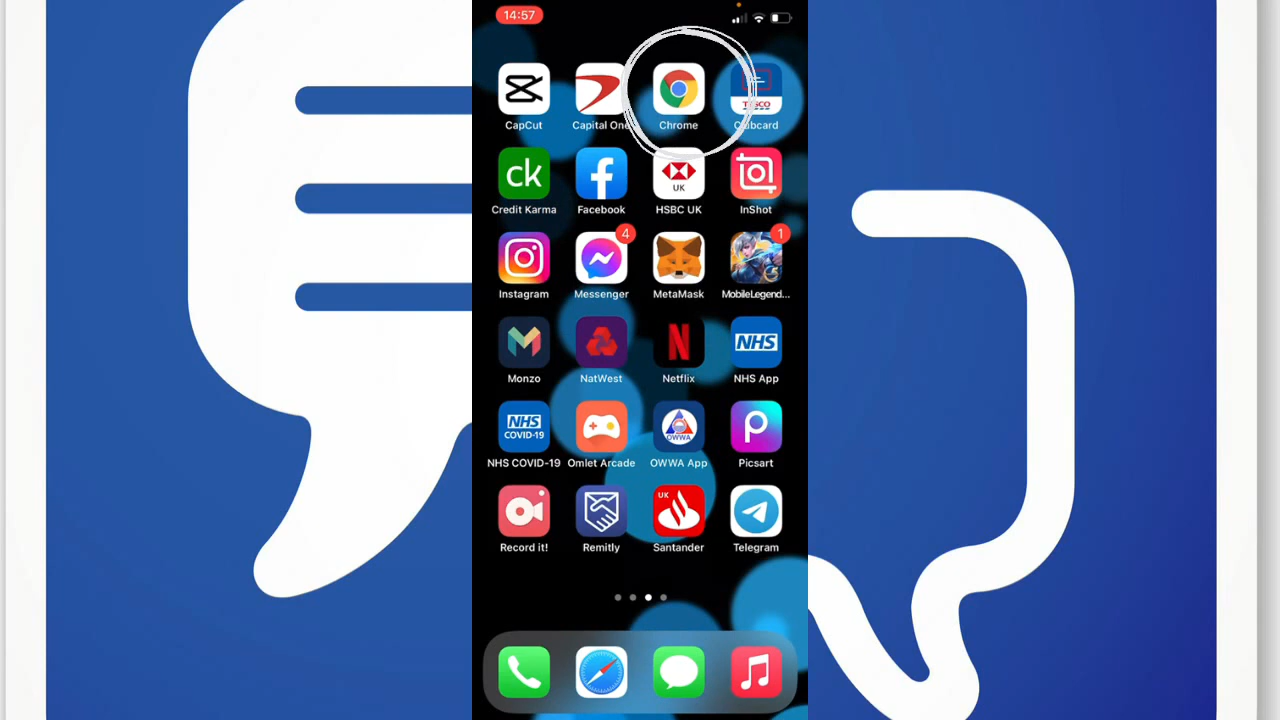 14:57
CapCut
Capital One
Chrome
TESCO
Clubcard
ck
UK
Credit Karma
Facebook
HSBC UK
InShot
4
1
Instagram
Messenger
MetaMask
MobileLegend...
NHS
Monzo
NatWest
Netflix
NHS App
NHS
COVID-19
OWWA
NHS COVID-19
Omlet Arcade
OWWA App
Picsart
UK
Record it!
Remitly
Santander
Telegram